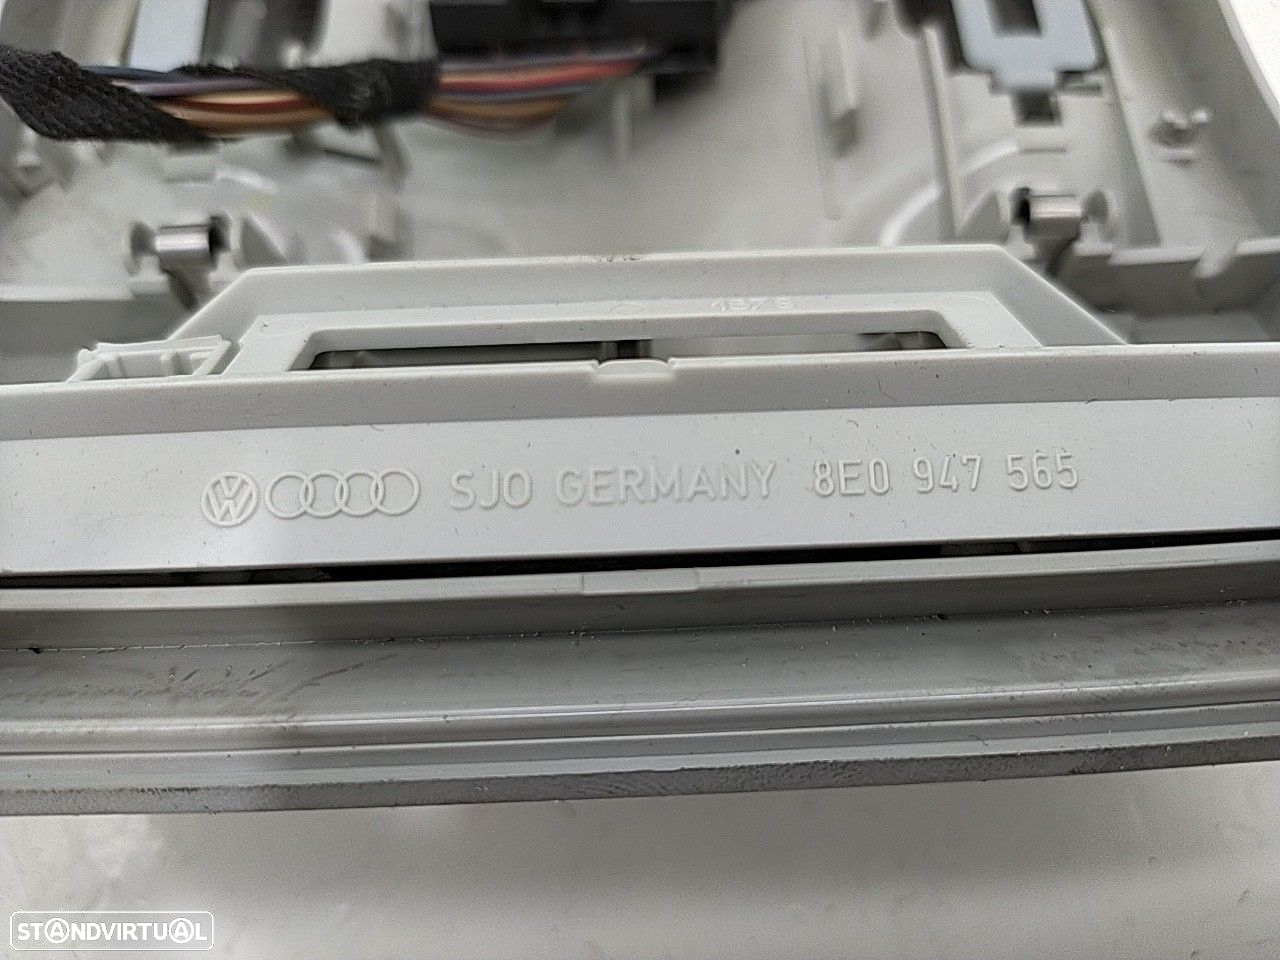 SJO GERMANY 8E0 947 565
STANDVIRTUAL